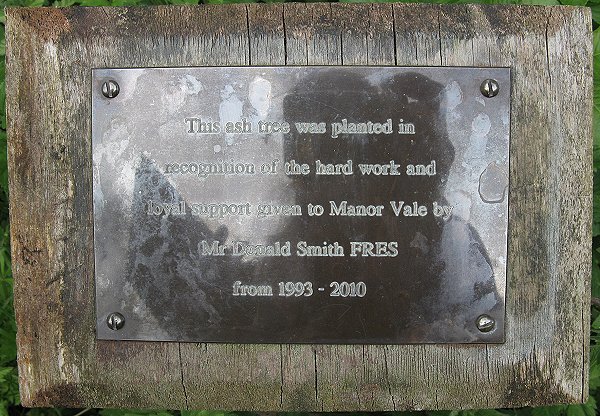 This ash tree was planted in
recognition of the hard work and
loyal support given to Manor Vale by
Mr Donald Smith FRES
from 1993 - 2010